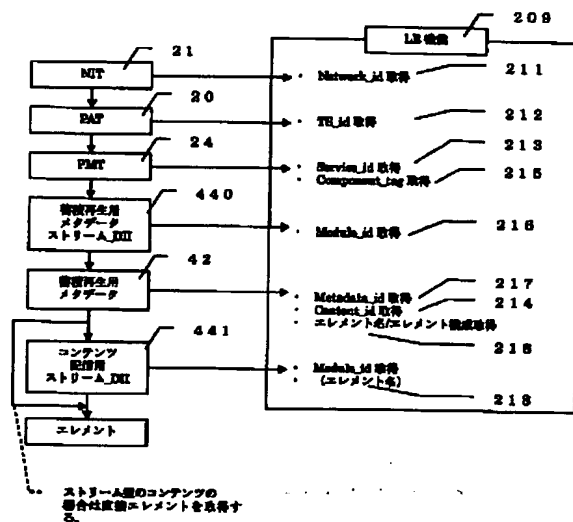 209
LE 機能
21
NIT
211
・ Network_id 取得
20
PAT
212
・ TS_id 取得
24
PMT
213
・ Service_id 取得
215
・ Component_tag 取得
440
蓄積再生用
メタデータ
ストリーム_DII
216
・ Module_id 取得
42
蓄積再生用
メタデータ
217
・ Metadata_id 取得
214
・ Content_id 取得
・ エレメント名/エレメント構成取得
218
441
コンテンツ
配信用
ストリーム_DII
・ Module_id 取得
・ (エレメント名)
218
エレメント
ストリーム型のコンテンツの
場合は直接エレメントを取得す
る。